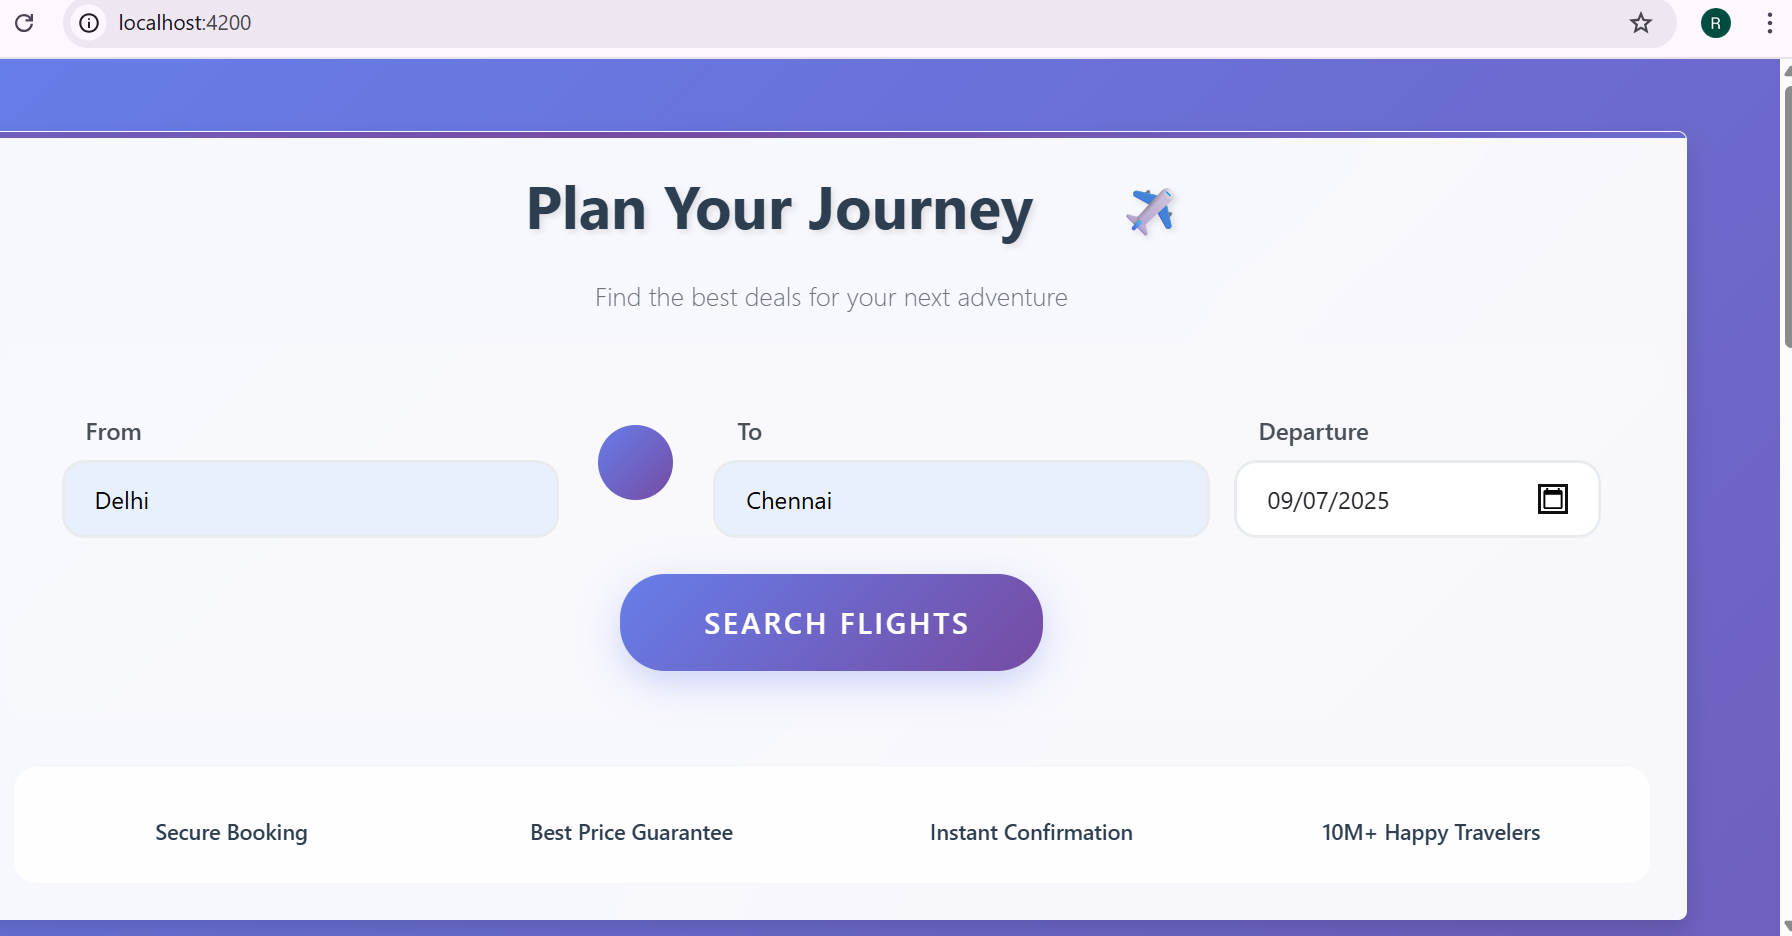 localhost:4200
R
Plan Your Journey
Find the best deals for your next adventure
From
To
Departure
Delhi
Chennai
09/07/2025
SEARCH FLIGHTS
Secure Booking
Best Price Guarantee
Instant Confirmation
10M+ Happy Travelers